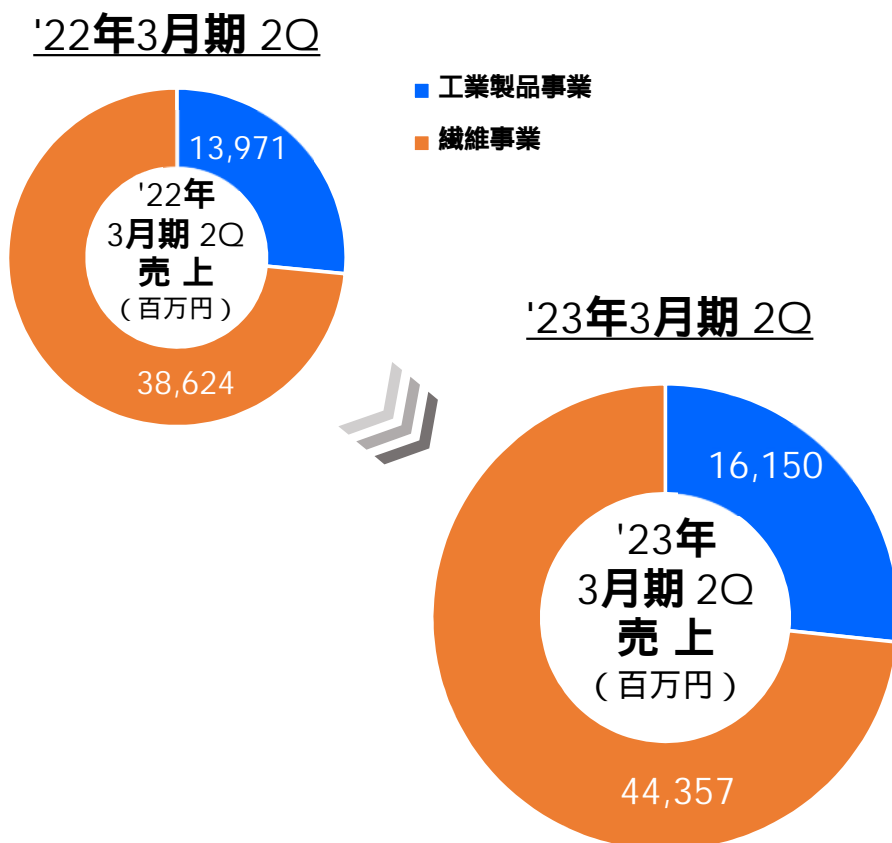 '22年3月期 2Q
工業製品事業
繊維事業
13,971
'22年
3月期 2Q
売 上
（百万円）
38,624
'23年3月期 2Q
16,150
'23年
3月期 2Q
売 上
（百万円）
44,357